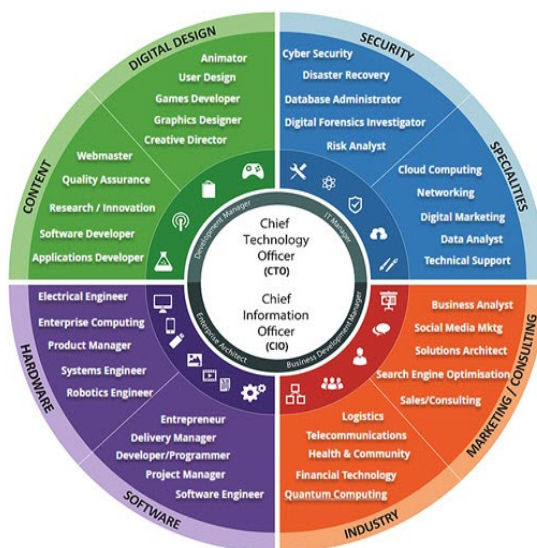 DIGITAL DESIGN
Animator
User Design
Games Developer
Graphics Designer
Creative Director
CONTENT
Webmaster
Quality Assurance
Research / Innovation
Software Developer
Applications Developer
SECURITY
Cyber Security
Disaster Recovery
Database Administrator
Digital Forensics Investigator
Risk Analyst
SPECIALITIES
Cloud Computing
Networking
Digital Marketing
Data Analyst
Technical Support
Development Manager
IT Manager
Chief
Technology
Officer
(CTO)
Chief
Information
Officer
(CIO)
Enterprise Architect
Business Development Manager
HARDWARE
Electrical Engineer
Enterprise Computing
Product Manager
Systems Engineer
Robotics Engineer
SOFTWARE
Entrepreneur
Delivery Manager
Developer/Programmer
Project Manager
Software Engineer
MARKETING / CONSULTING
Business Analyst
Social Media Mktg
Solutions Architect
Search Engine Optimisation
Sales/Consulting
INDUSTRY
Logistics
Telecommunications
Health & Community
Financial Technology
Quantum Computing